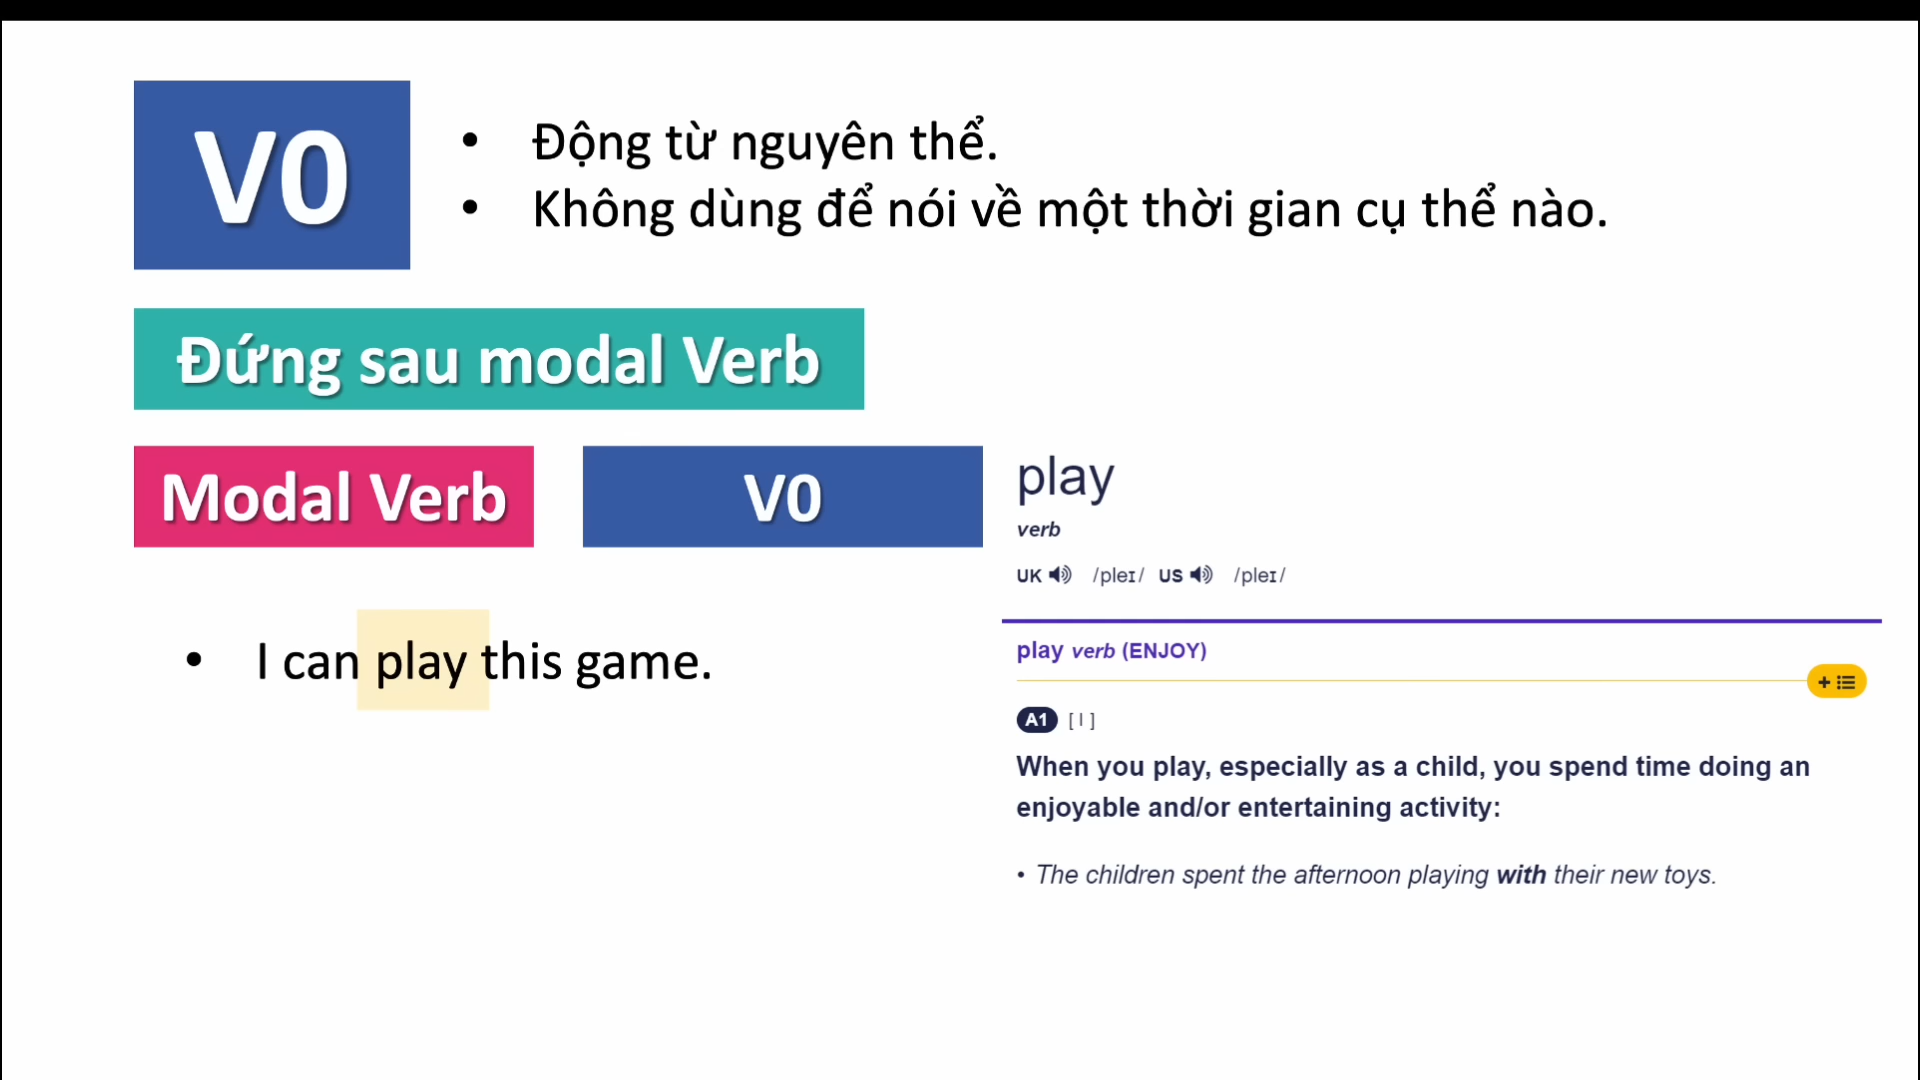 V0
• Động từ nguyên thể.
• Không dùng để nói về một thời gian cụ thể nào.
Đứng sau modal Verb
Modal Verb
V0
• I can play this game.
play
verb
UK /pleɪ/ US /pleɪ/
play verb (ENJOY)
A1 [ I ]
When you play, especially as a child, you spend time doing an
enjoyable and/or entertaining activity:
• The children spent the afternoon playing with their new toys.